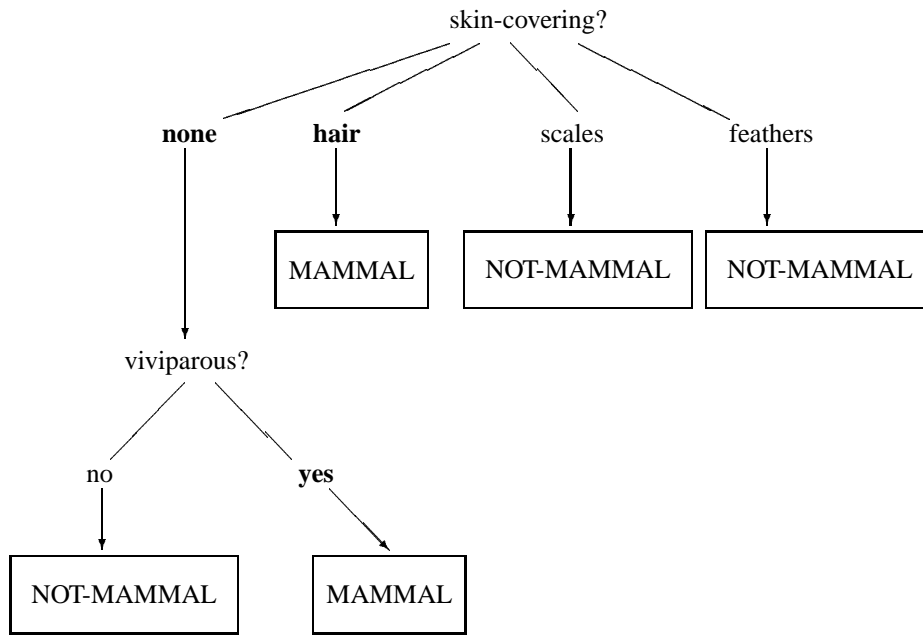 skin-covering?
none hair scales feathers
MAMMAL NOT-MAMMAL NOT-MAMMAL
viviparous?
no yes
NOT-MAMMAL MAMMAL